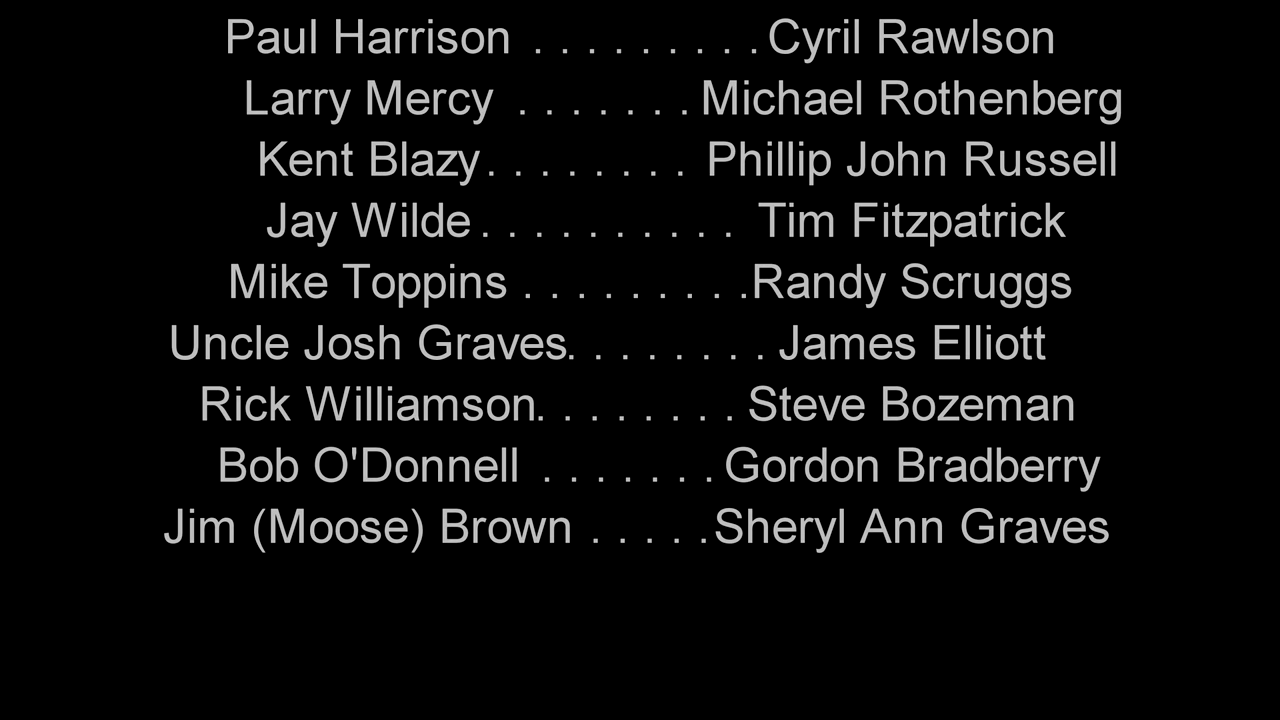 Paul Harrison . . . . . . . . . Cyril Rawlson
Larry Mercy . . . . . . . Michael Rothenberg
Kent Blazy . . . . . . . . Phillip John Russell
Jay Wilde . . . . . . . . . . Tim Fitzpatrick
Mike Toppins . . . . . . . . . Randy Scruggs
Uncle Josh Graves. . . . . . . . James Elliott
Rick Williamson. . . . . . . . Steve Bozeman
Bob O'Donnell . . . . . . . Gordon Bradberry
Jim (Moose) Brown . . . . . Sheryl Ann Graves